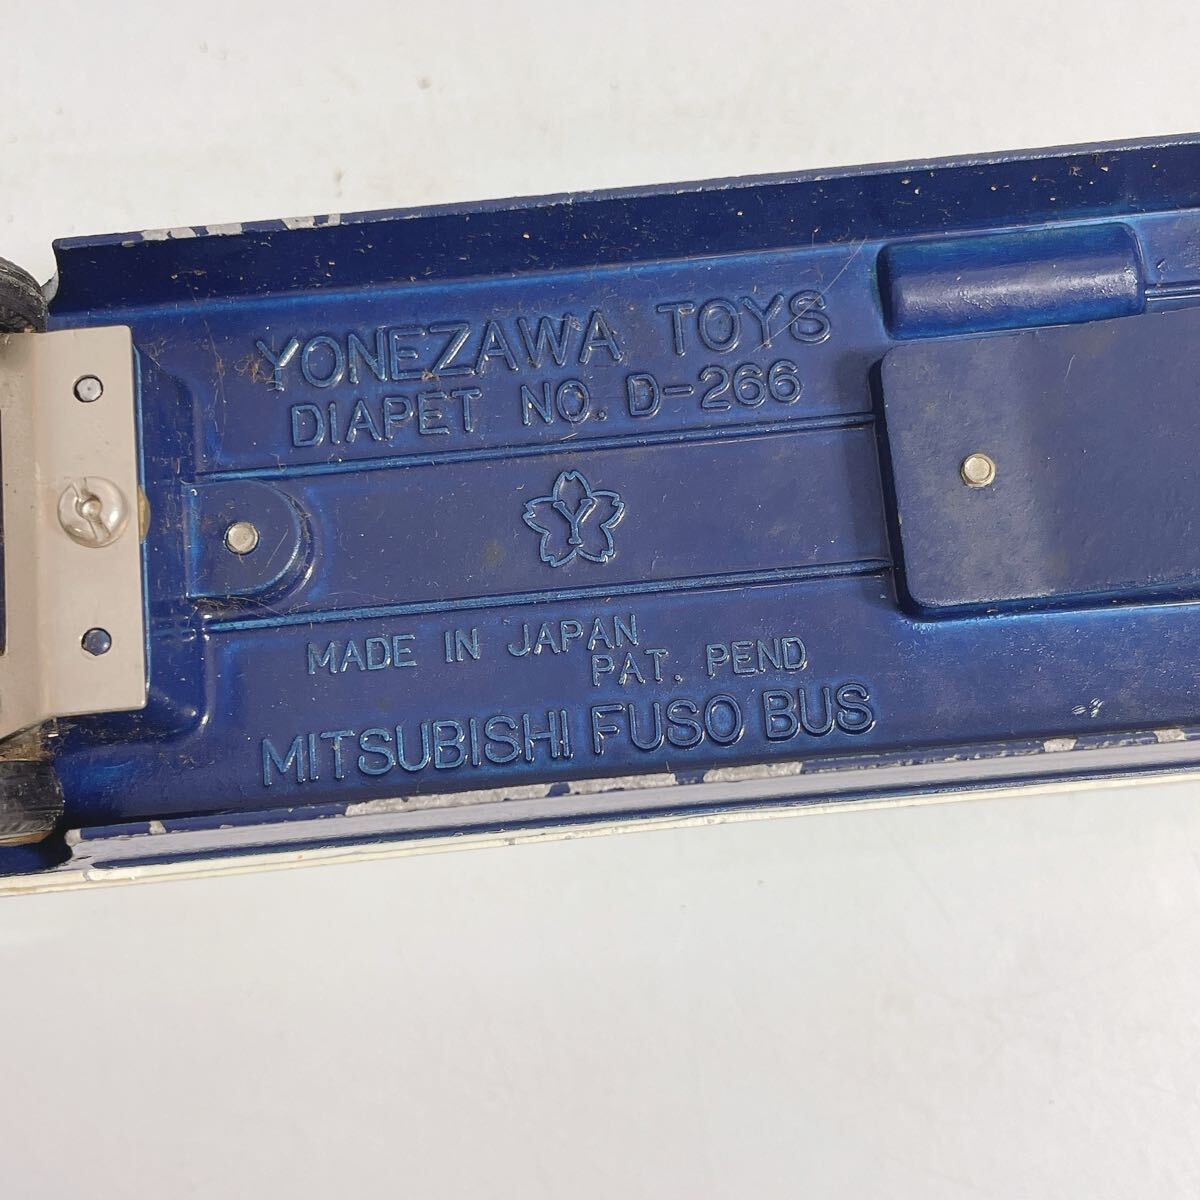 YONEZAWA TOYS
DIAPET NO. D-266
Y
MADE IN JAPAN
PAT. PEND
MITSUBISHI FUSO BUS